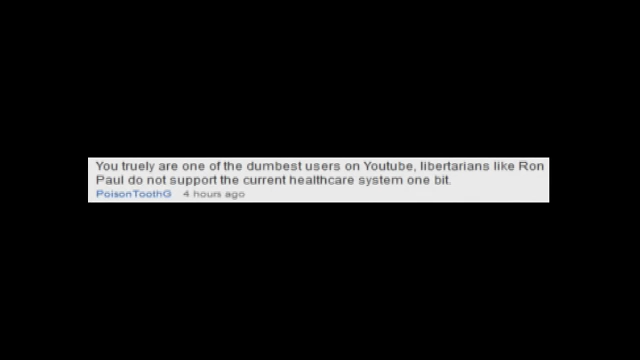 You truely are one of the dumbest users on Youtube, libertarians like Ron
Paul do not support the current healthcare system one bit.
PoisonToothG 4 hours ago